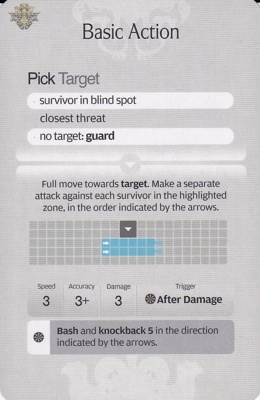 Basic Action
Pick Target
survivor in blind spot
closest threat
no target: guard
Full move towards target. Make a separate
attack against each survivor in the highlighted
zone, in the order indicated by the arrows.
Speed Accuracy Damage Trigger
3 3+ 3 After Damage
Bash and knockback 5 in the direction
indicated by the arrows.